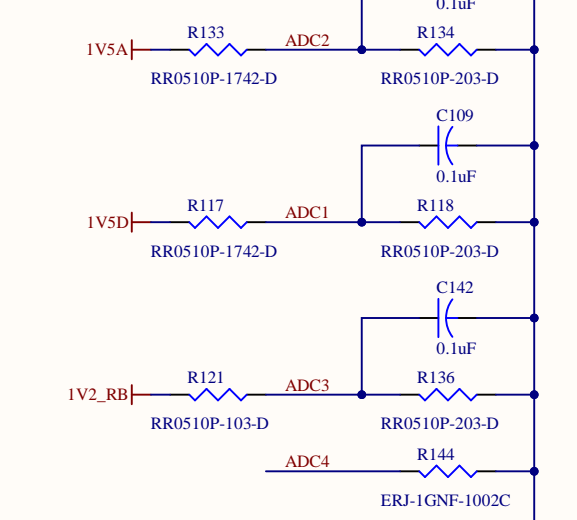 0.1uF
R133
R134
1V5A
ADC2
RR0510P-1742-D
RR0510P-203-D
C109
0.1uF
R117
R118
1V5D
ADC1
RR0510P-1742-D
RR0510P-203-D
C142
0.1uF
R121
R136
1V2_RB
ADC3
RR0510P-103-D
RR0510P-203-D
R144
ADC4
ERJ-1GNF-1002C